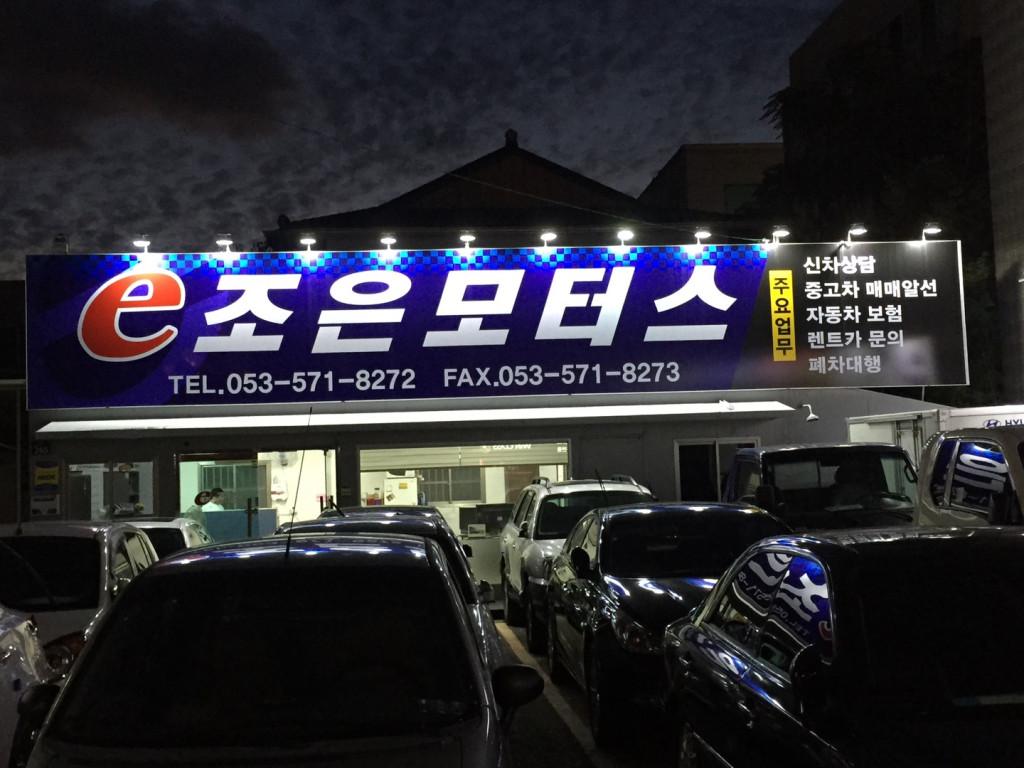 e조은모터스
TEL.053-571-8272 FAX.053-571-8273
주요업무
신차상담
중고차 매매알선
자동차 보험
렌트카 문의
폐차대행